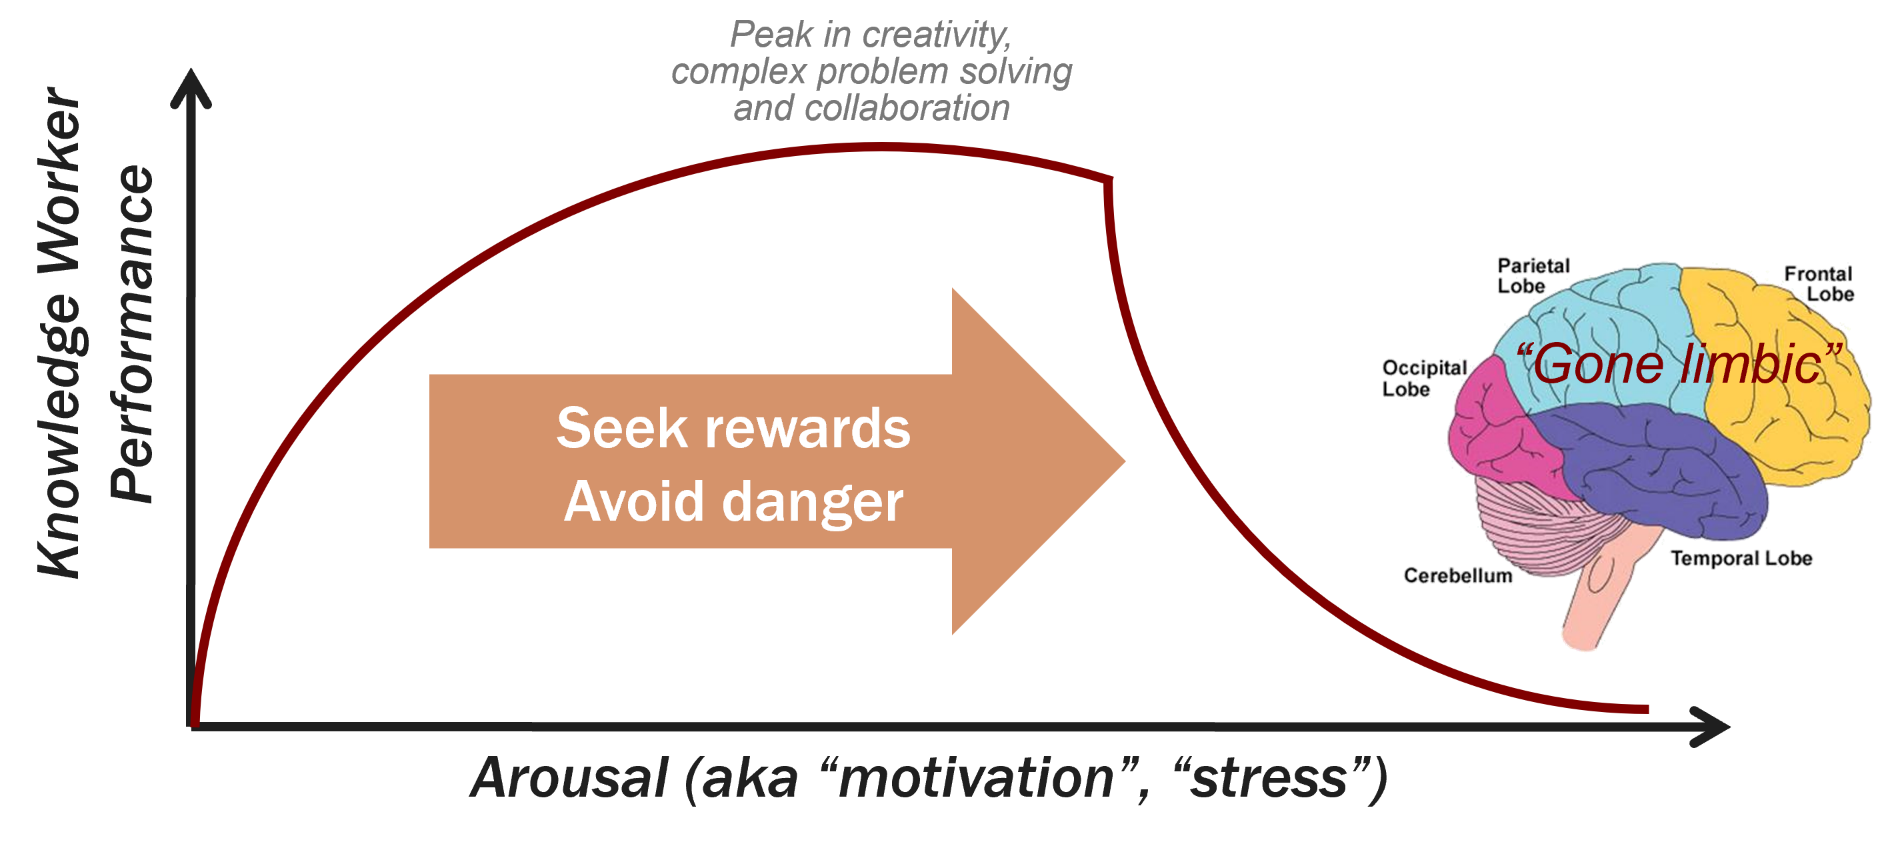 Peak in creativity,
complex problem solving
and collaboration
Knowledge Worker
Performance
Seek rewards
Avoid danger
Parietal
Lobe
Frontal
Lobe
“Gone limbic”
Occipital
Lobe
Temporal Lobe
Cerebellum
Arousal (aka “motivation”, “stress”)